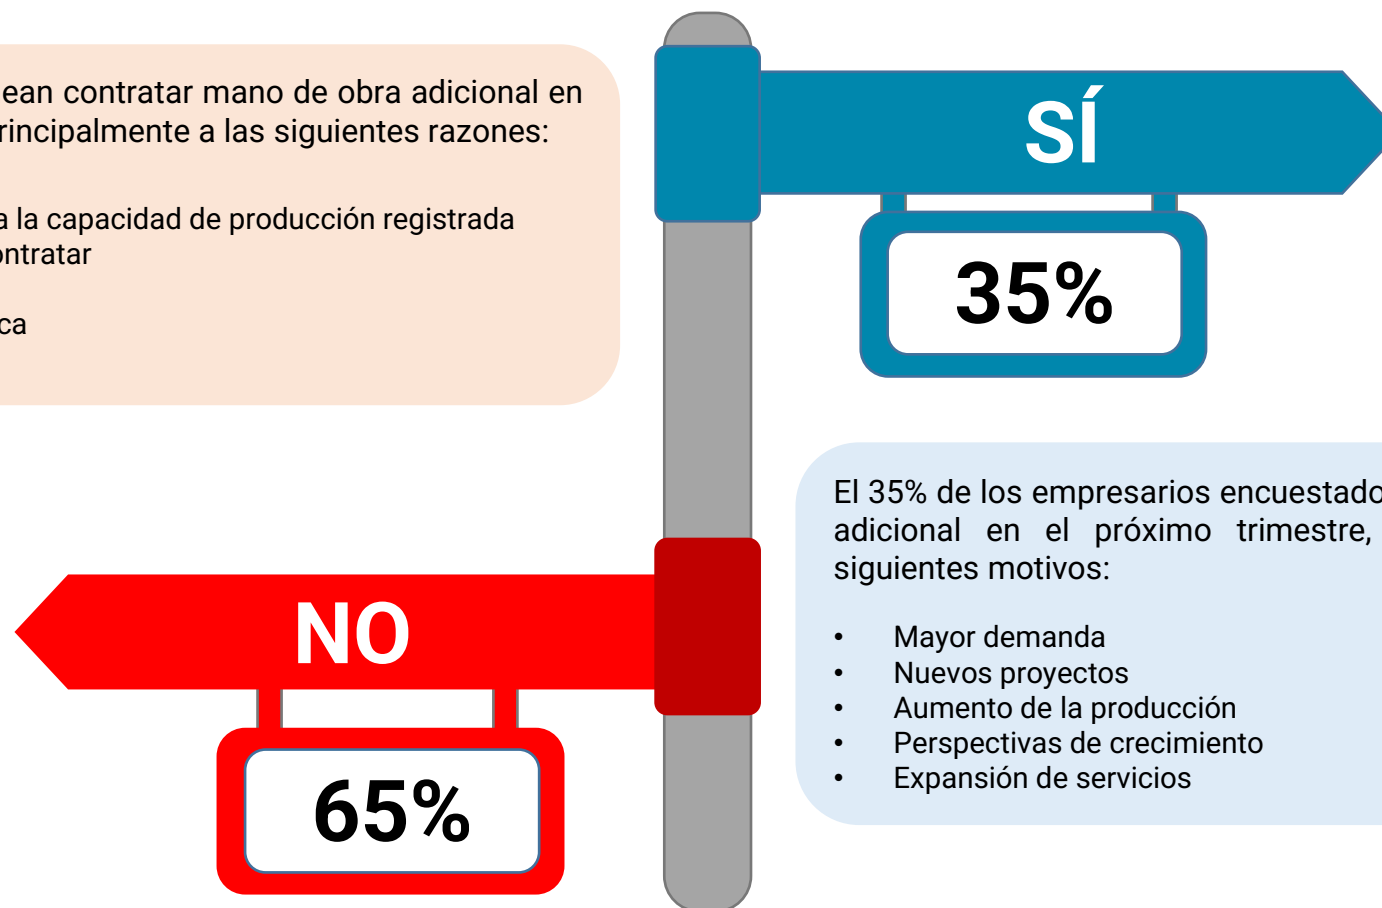 ean contratar mano de obra adicional en
rincipalmente a las siguientes razones:
a la capacidad de producción registrada
ontratar
ca
SÍ
35%
NO
65%
El 35% de los empresarios encuestado
adicional en el próximo trimestre,
siguientes motivos:
• Mayor demanda
• Nuevos proyectos
• Aumento de la producción
• Perspectivas de crecimiento
• Expansión de servicios